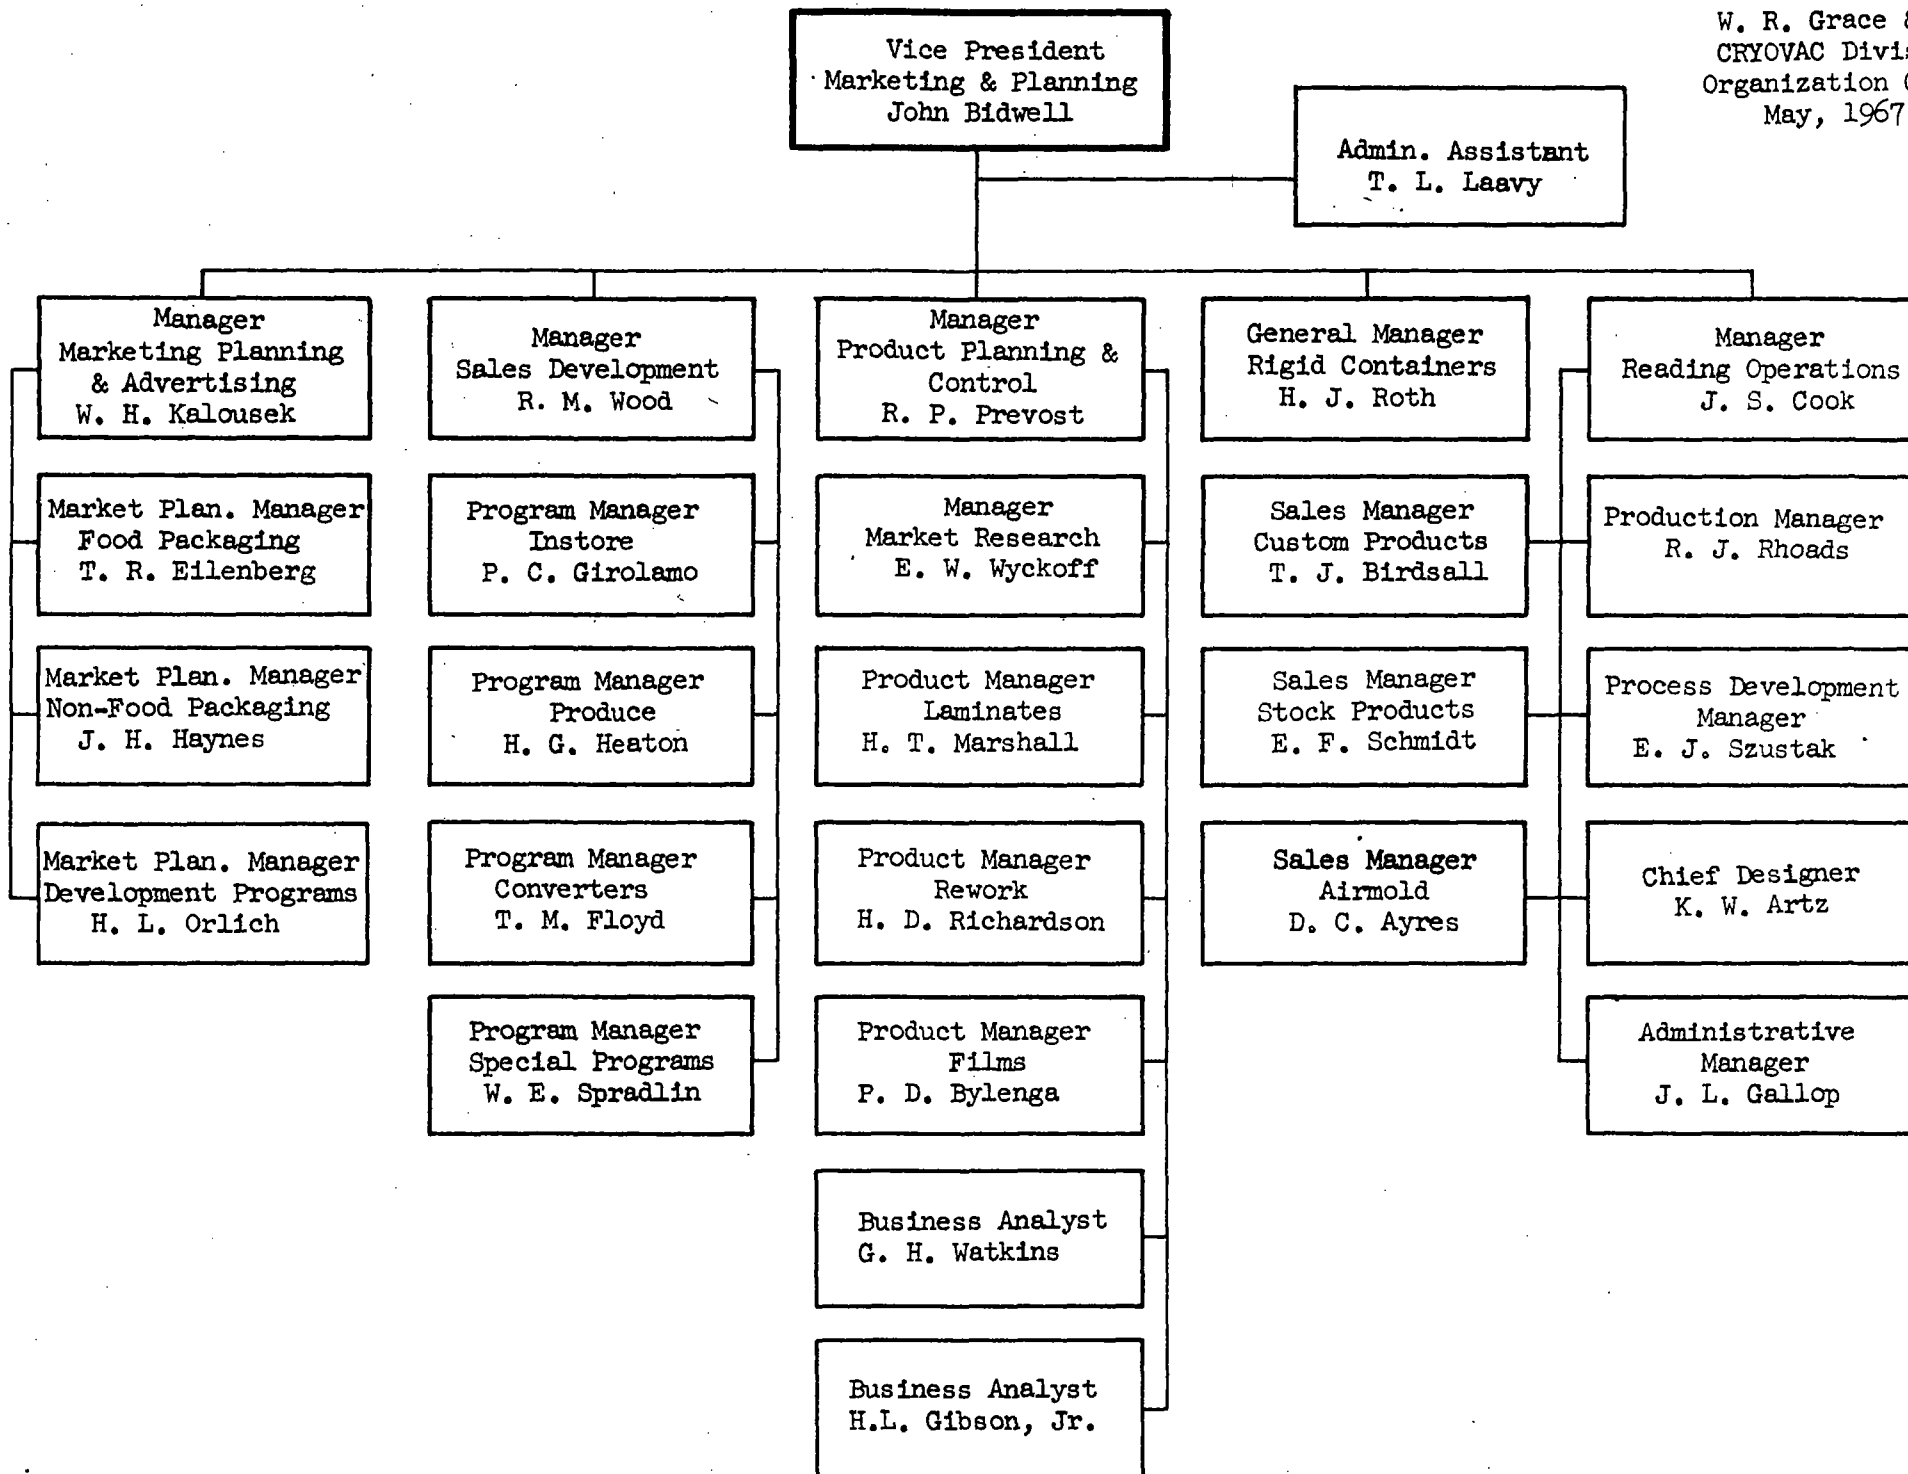 W. R. Grace &
CRYOVAC
Organization
May, 1967
Vice President
Marketing & Planning
John Bidwell
Admin. Assistant
T. L. Laavy
Manager
Marketing Planning
& Advertising
W. H. Kalousek
Market Plan. Manager
Food Packaging
T. R. Eilenberg
Market Plan. Manager
Non-Food Packaging
J. H. Haynes
Market Plan. Manager
Development Programs
H. L. Orlich
Manager
Sales Development
R. M. Wood
Program Manager
Instore
P. C. Girolamo
Program Manager
Produce
H. G. Heaton
Program Manager
Converters
T. M. Floyd
Program Manager
Special Programs
W. E. Spradlin
Manager
Product Planning &
Control
R. P. Prevost
Manager
Market Research
E. W. Wyckoff
Product Manager
Laminates
H. T. Marshall
Product Manager
Rework
H. D. Richardson
Product Manager
Films
P. D. Bylenga
Business Analyst
G. H. Watkins
Business Analyst
H.L. Gibson, Jr.
General Manager
Rigid Containers
H. J. Roth
Sales Manager
Custom Products
T. J. Birdsall
Sales Manager
Stock Products
E. F. Schmidt
Sales Manager
Airmold
D. C. Ayres
Manager
Reading Operations
J. S. Cook
Production Manager
R. J. Rhoads
Process Development
Manager
E. J. Szustak
Chief Designer
K. W. Artz
Administrative
Manager
J. L. Gallop